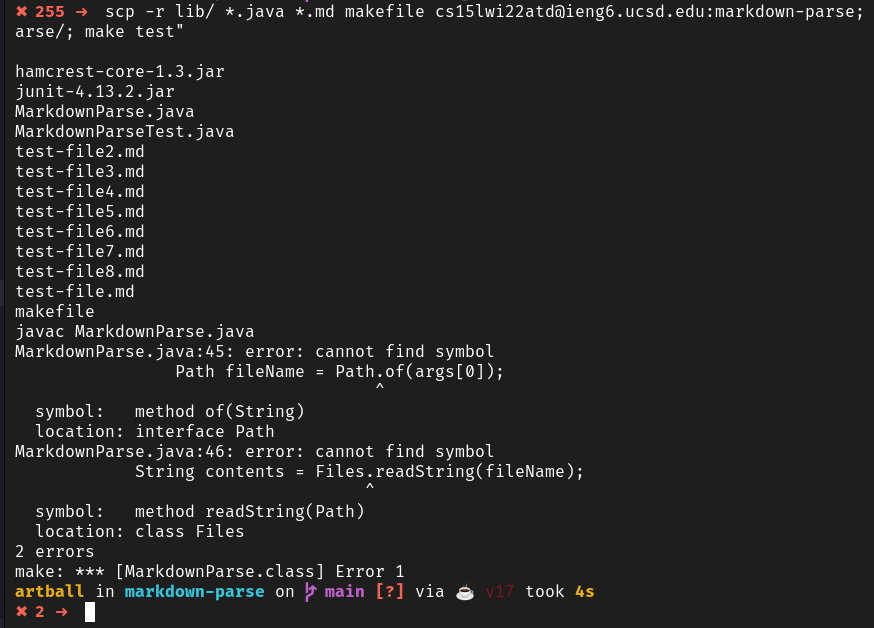 ✖ 255 → scp -r lib/ *.java *.md makefile cs15lwi22atd@ieng6.ucsd.edu:markdown-parse;
arse/; make test"
hamcrest-core-1.3.jar
junit-4.13.2.jar
MarkdownParse.java
MarkdownParseTest.java
test-file2.md
test-file3.md
test-file4.md
test-file5.md
test-file6.md
test-file7.md
test-file8.md
test-file.md
makefile
javac MarkdownParse.java
MarkdownParse.java:45: error: cannot find symbol
                Path fileName = Path.of(args[0]);
                                    ^
  symbol:   method of(String)
  location: interface Path
MarkdownParse.java:46: error: cannot find symbol
            String contents = Files.readString(fileName);
                                   ^
  symbol:   method readString(Path)
  location: class Files
2 errors
make: *** [MarkdownParse.class] Error 1
artball in markdown-parse on main [?] via ☕ v17 took 4s
✖ 2 →